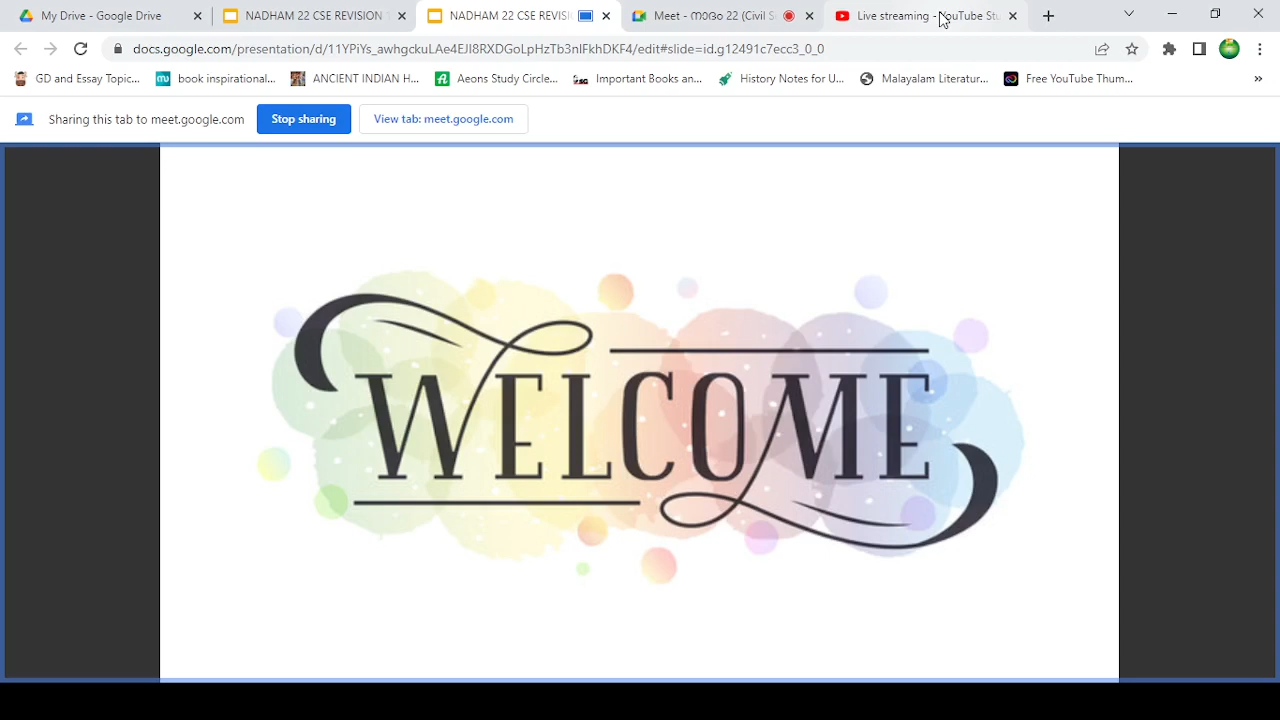 My Drive - Google Drive
NADHAM 22 CSE REVISION
NADHAM 22 CSE REVISI
Meet - നാദം 22 (Civil S
Live streaming - YouTube Stu
docs.google.com/presentation/d/11YPiYs_awhgckuLAe4EJI8RXDGoLpHzTb3nIFkhDKF4/edit#slide=id.g12491c7ecc3_0_0
GD and Essay Topic...
book inspirational...
ANCIENT INDIAN H...
Aeons Study Circle...
Important Books an...
History Notes for U...
Malayalam Literatur...
Free YouTube Thum...
Sharing this tab to meet.google.com
Stop sharing
View tab: meet.google.com
WELCOME